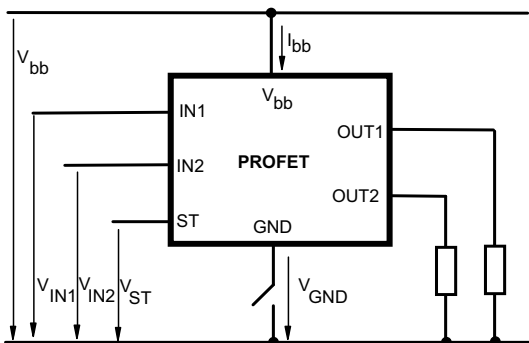 I_bb
V_bb
V_bb
IN1
OUT1
IN2
PROFET
OUT2
ST
GND
V_IN1
V_IN2
V_ST
V_GND